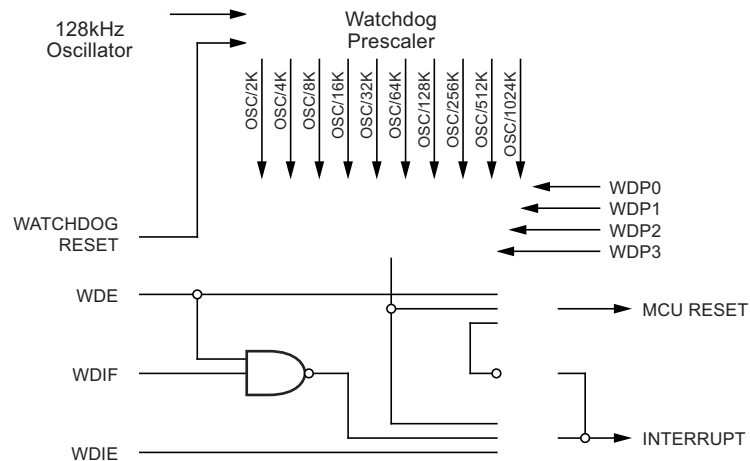 128kHz
Oscillator
Watchdog
Prescaler
OSC/2K
OSC/4K
OSC/8K
OSC/16K
OSC/32K
OSC/64K
OSC/128K
OSC/256K
OSC/512K
OSC/1024K
WDP0
WDP1
WDP2
WDP3
WATCHDOG
RESET
WDE
MCU RESET
WDIF
INTERRUPT
WDIE